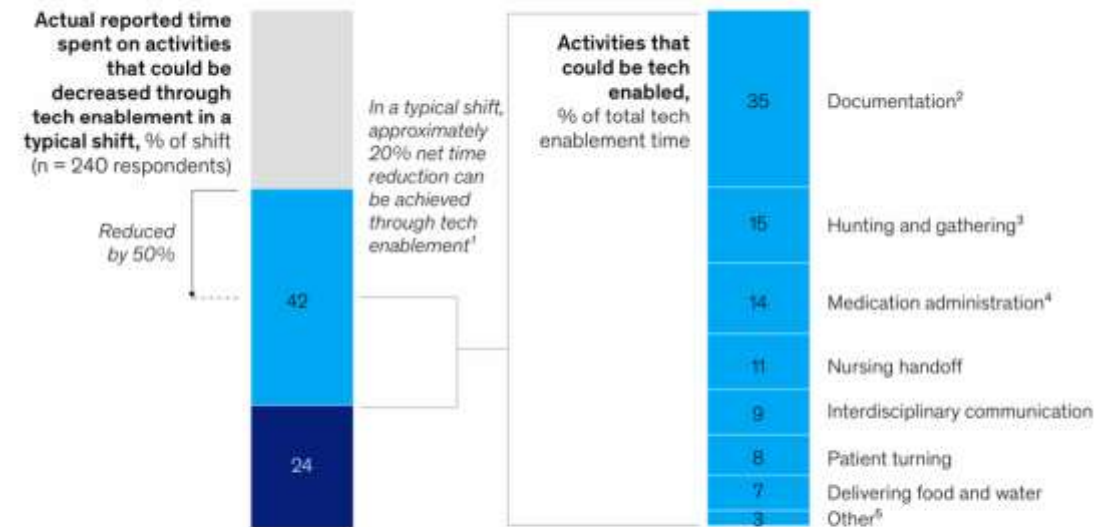 Actual reported time
spent on activities
that could be
decreased through
tech enablement in a
typical shift, % of shift
(n = 240 respondents)
Reduced
by 50%
42
24
In a typical shift,
approximately
20% net time
reduction can
be achieved
through tech
enablement¹
Activities that
could be tech
enabled,
% of total tech
enablement time
35 Documentation²
15 Hunting and gathering³
14 Medication administration⁴
11 Nursing handoff
9 Interdisciplinary communication
8 Patient turning
7 Delivering food and water
3 Other⁵